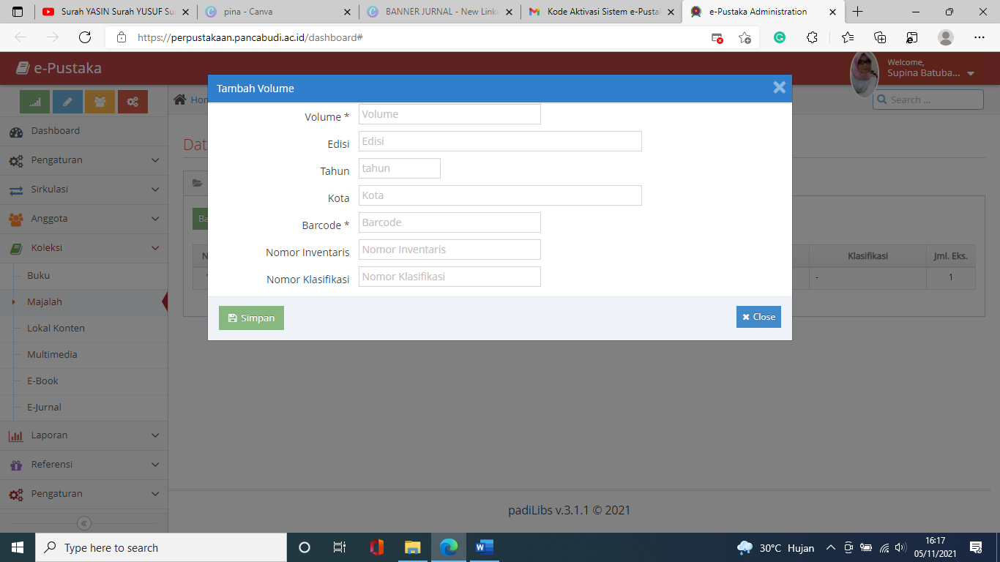 Surah YASIN Surah YUSUF Su
pina - Canva
BANNER JURNAL - New Linke
Kode Aktivasi Sistem e-Pustak
e-Pustaka Administration
https://perpustakaan.pancabudi.ac.id/dashboard#
e-Pustaka
Welcome,
Supina Batuba...
Hom
Search ...
Tambah Volume
Volume *
Volume
Edisi
Edisi
Tahun
tahun
Kota
Kota
Barcode *
Barcode
Nomor Inventaris
Nomor Inventaris
Nomor Klasifikasi
Nomor Klasifikasi
Simpan
Close
Dashboard
Pengaturan
Sirkulasi
Anggota
Koleksi
Buku
Majalah
Lokal Konten
Multimedia
E-Book
E-Jurnal
Laporan
Referensi
Pengaturan
Dat
Ba
N
Klasifikasi
Jml. Eks.
-
1
padiLibs v.3.1.1 © 2021
Type here to search
30°C Hujan
16:17
05/11/2021